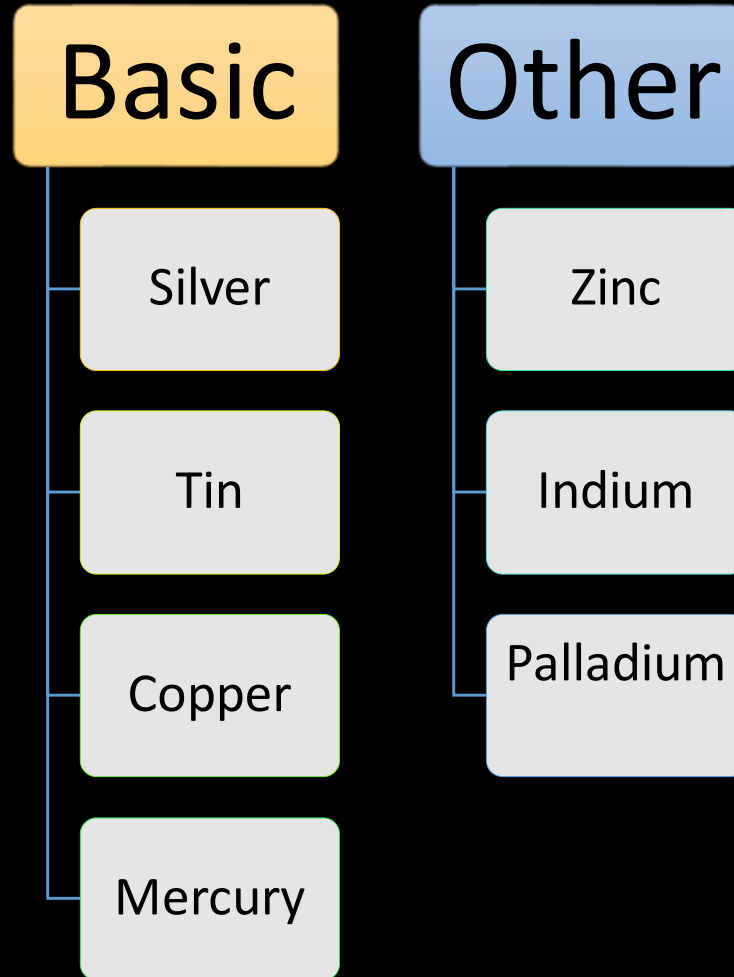 Basic
Silver
Tin
Copper
Mercury
Other
Zinc
Indium
Palladium